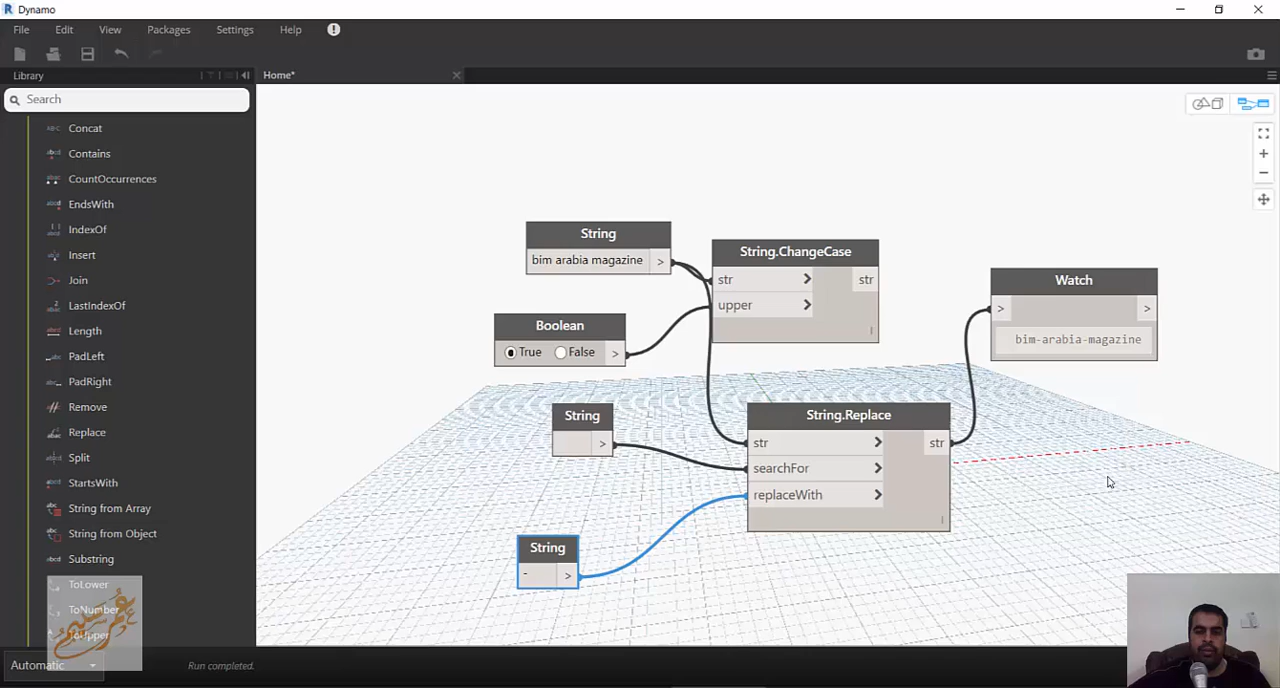 Dynamo
File Edit View Packages Settings Help
Library
Home*
Search
Concat
Contains
CountOccurrences
EndsWith
IndexOf
Insert
Join
LastIndexOf
Length
PadLeft
PadRight
Remove
Replace
Split
StartsWith
String from Array
String from Object
Substring
ToLower
ToNumber
ToUpper
String
bim arabia magazine >
Boolean
True False >
String
>
String
- >
String.ChangeCase
str > str
upper >
String.Replace
str > str
searchFor >
replaceWith >
Watch
> >
bim-arabia-magazine
Automatic
Run completed.